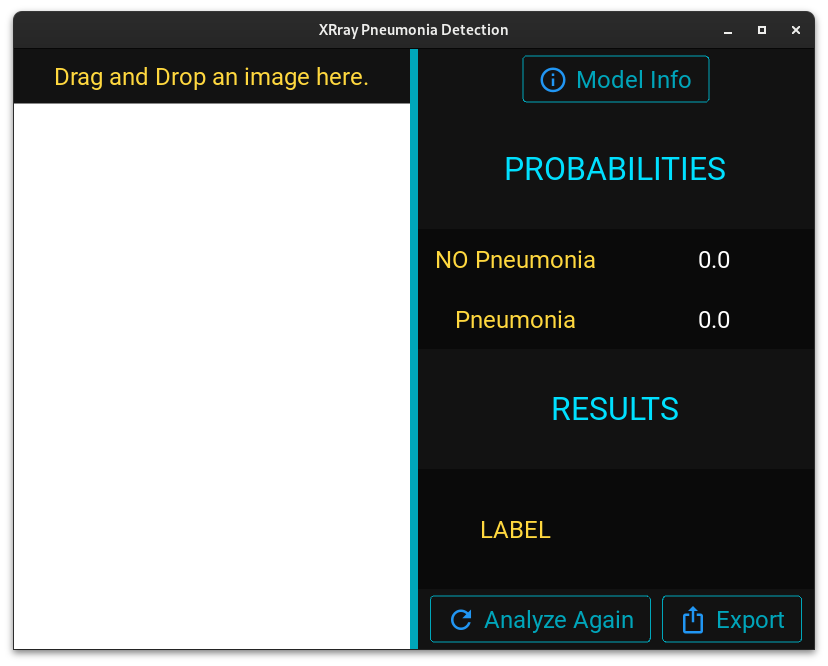 XRray Pneumonia Detection
Drag and Drop an image here.
Model Info
PROBABILITIES
NO Pneumonia 0.0
Pneumonia 0.0
RESULTS
LABEL
Analyze Again Export